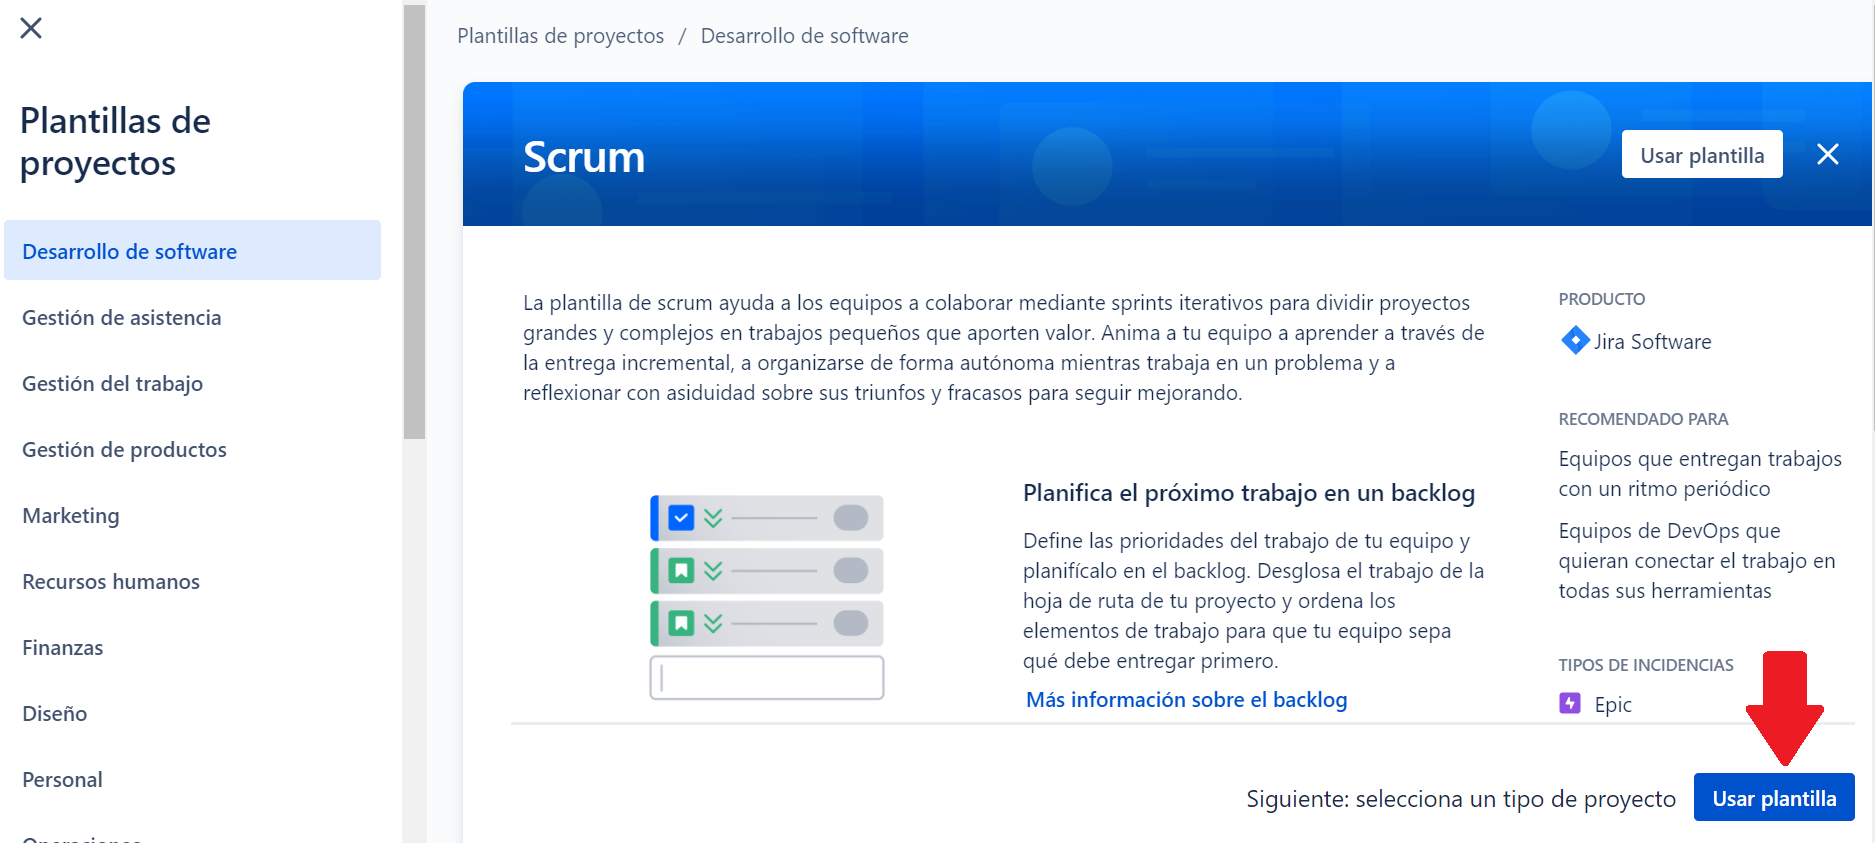 Plantillas de
proyectos
Desarrollo de software
Gestión de asistencia
Gestión del trabajo
Gestión de productos
Marketing
Recursos humanos
Finanzas
Diseño
Personal
Plantillas de proyectos / Desarrollo de software
Scrum
Usar plantilla
La plantilla de scrum ayuda a los equipos a colaborar mediante sprints iterativos para dividir proyectos
grandes y complejos en trabajos pequeños que aporten valor. Anima a tu equipo a aprender a través de
la entrega incremental, a organizarse de forma autónoma mientras trabaja en un problema y a
reflexionar con asiduidad sobre sus triunfos y fracasos para seguir mejorando.
Planifica el próximo trabajo en un backlog
Define las prioridades del trabajo de tu equipo y
planifícalo en el backlog. Desglosa el trabajo de la
hoja de ruta de tu proyecto y ordena los
elementos de trabajo para que tu equipo sepa
qué debe entregar primero.
Más información sobre el backlog
PRODUCTO
Jira Software
RECOMENDADO PARA
Equipos que entregan trabajos
con un ritmo periódico
Equipos de DevOps que
quieran conectar el trabajo en
todas sus herramientas
TIPOS DE INCIDENCIAS
Epic
Siguiente: selecciona un tipo de proyecto
Usar plantilla